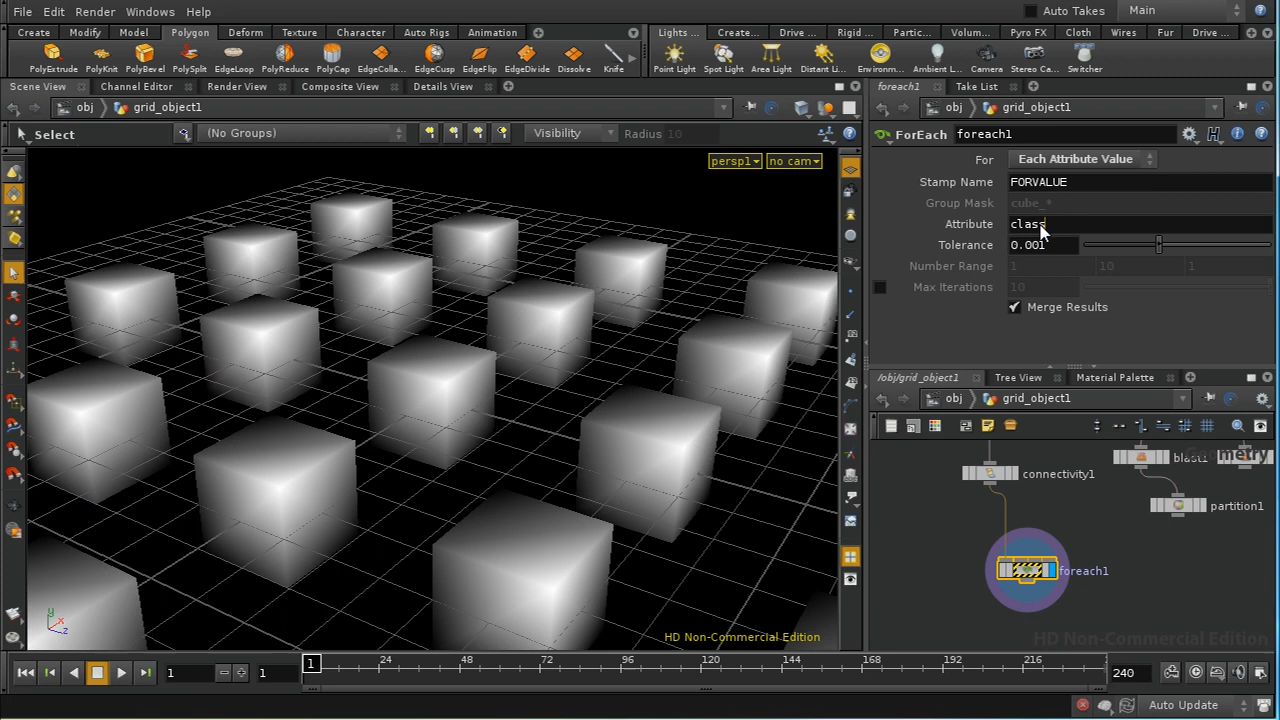 File Edit Render Windows Help Auto Takes Main
Create Modify Model Polygon Deform Texture Character Auto Rigs Animation Lights ... Create... Drive ... Rigid ... Partic... Volum... Pyro FX Cloth Wires Fur Drive ...
PolyExtrude PolyKnit PolyBevel PolySplit EdgeLoop PolyReduce PolyCap EdgeColla... EdgeCusp EdgeFlip EdgeDivide Dissolve Knife Point Light Spot Light Area Light Distant Li... Environm... Ambient L... Camera Stereo Ca... Switcher
Scene View Channel Editor Render View Composite View Details View foreach1 Take List
obj grid_object1 obj grid_object1
Select (No Groups) Visibility Radius 10 ForEach foreach1
persp1 no cam
For Each Attribute Value
Stamp Name FORVALUE
Group Mask cube_*
Attribute class
Tolerance 0.001
Number Range 1 10 1
Max Iterations 10
Merge Results
/obj/grid_object1 Tree View Material Palette
obj grid_object1
blast1
connectivity1
partition1
foreach1
y
x
z
HD Non-Commercial Edition
HD Non-Commercial Edition
1 1 1 24 48 72 96 120 144 168 192 216 240
Auto Update